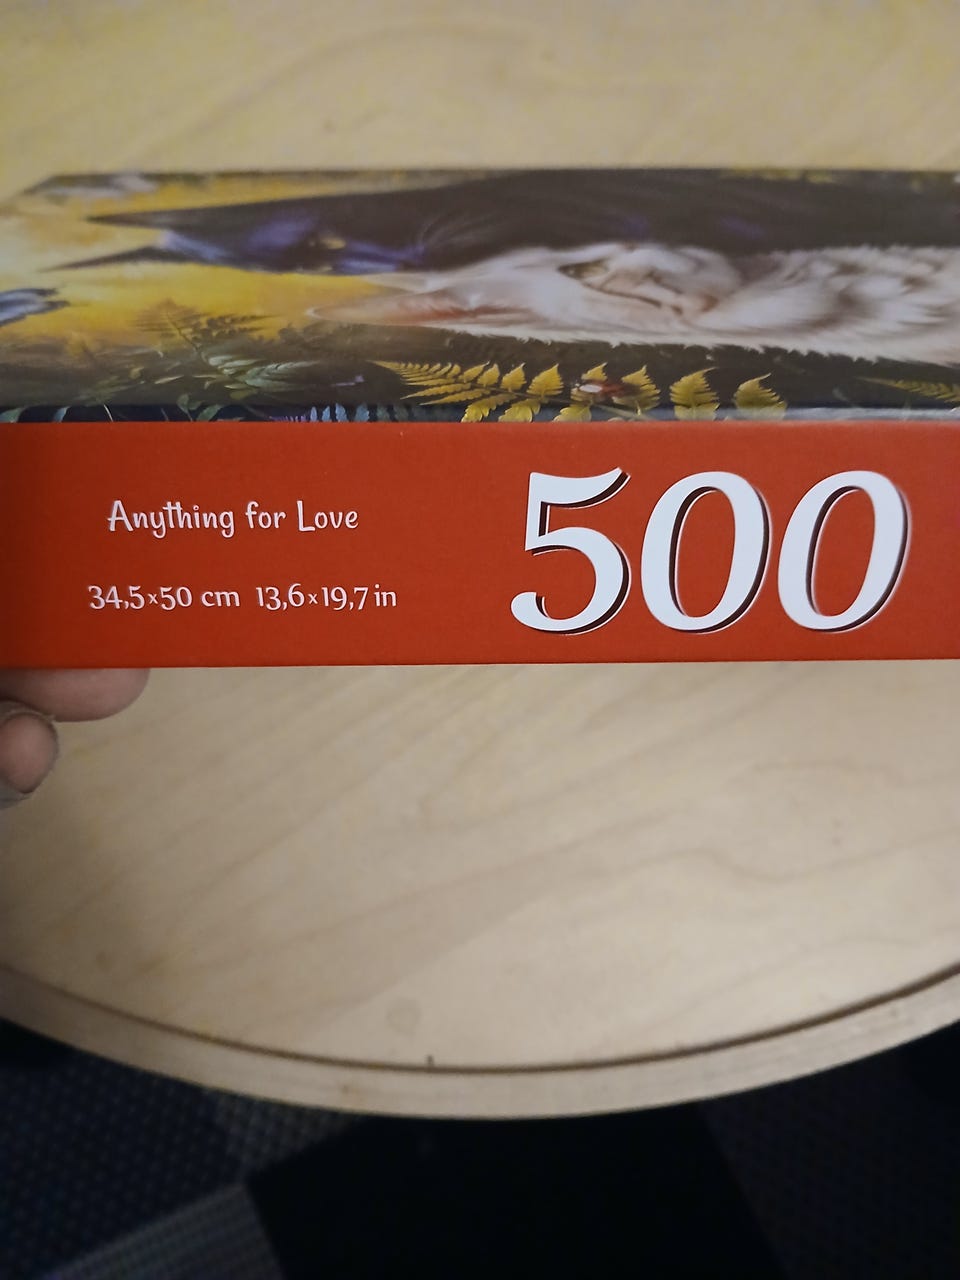 Anything for Love
34,5×50 cm 13,6×19,7 in
500